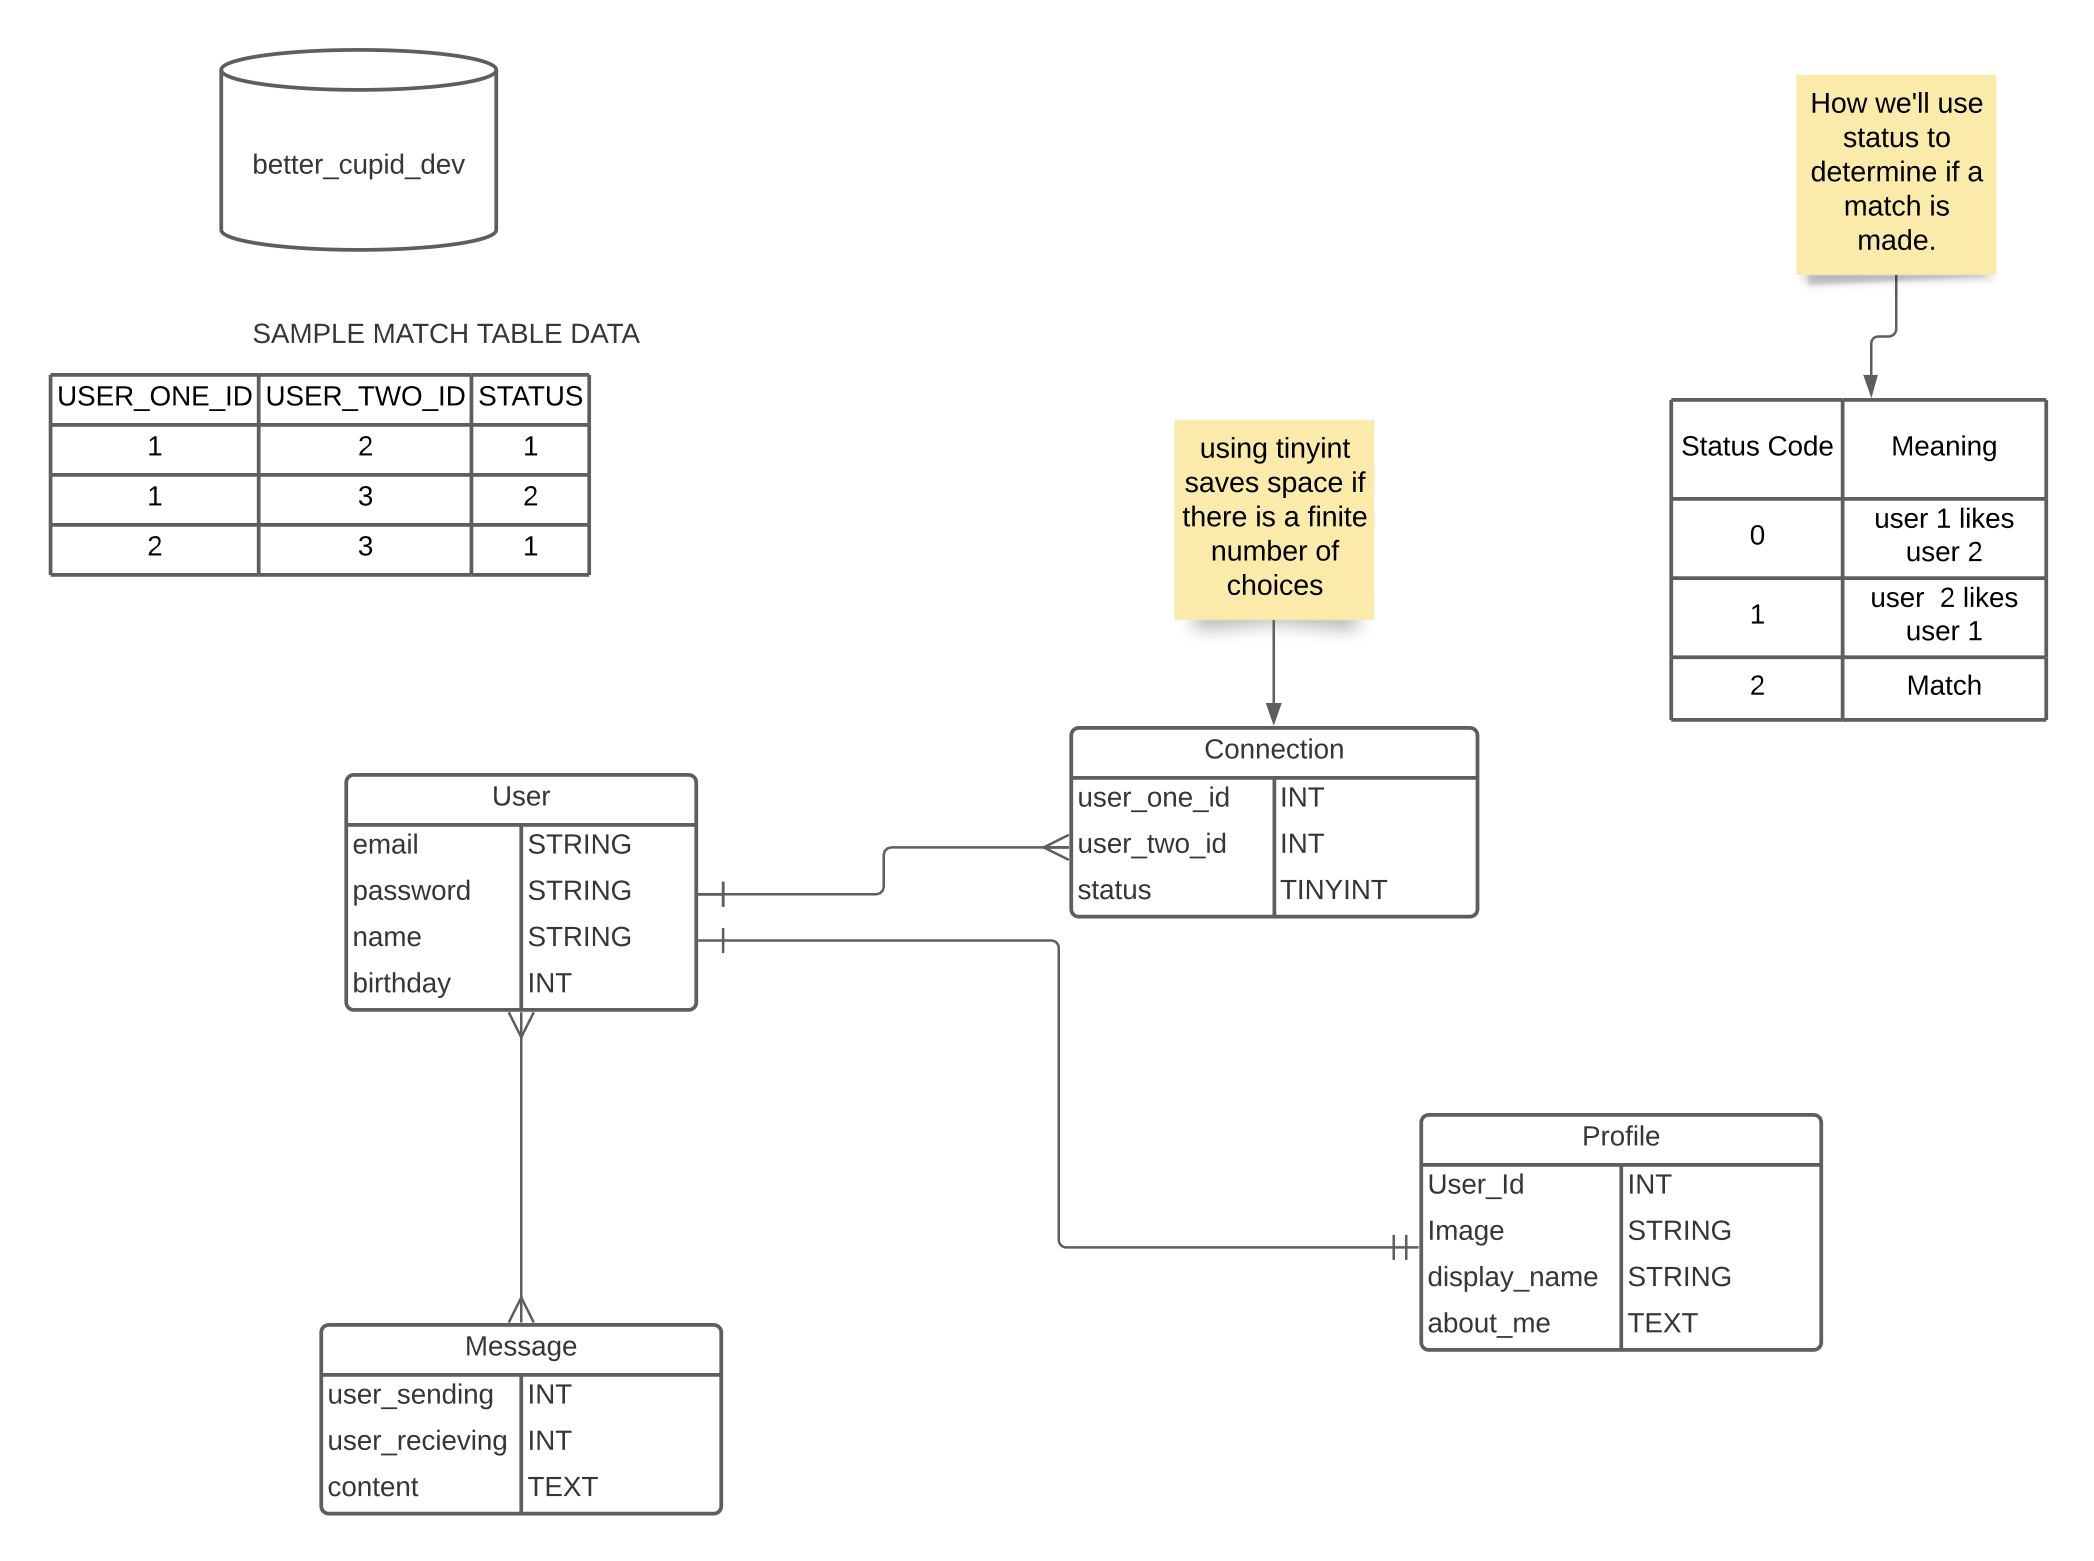 better_cupid_dev
SAMPLE MATCH TABLE DATA
USER_ONE_ID USER_TWO_ID STATUS
1 2 1
1 3 2
2 3 1
How we'll use
status to
determine if a
match is
made.
using tinyint
saves space if
there is a finite
number of
choices
Status Code Meaning
0 user 1 likes
user 2
1 user  2 likes
user 1
2 Match
User
email STRING
password STRING
name STRING
birthday INT
Connection
user_one_id INT
user_two_id INT
status TINYINT
Profile
User_Id INT
Image STRING
display_name STRING
about_me TEXT
Message
user_sending INT
user_recieving INT
content TEXT